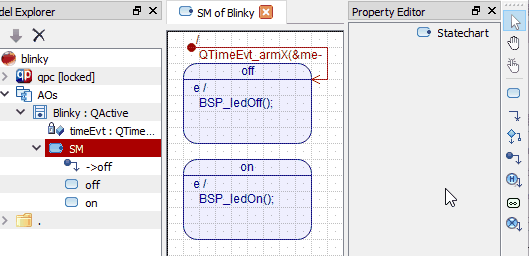 del Explorer
SM of Blinky
Property Editor
blinky
qpc [locked]
AOs
Blinky : QActive
timeEvt : QTime...
SM
->off
off
on
.
/
QTimeEvt_armX(&me-
off
e /
BSP_ledOff();
on
e /
BSP_ledOn();
Statechart